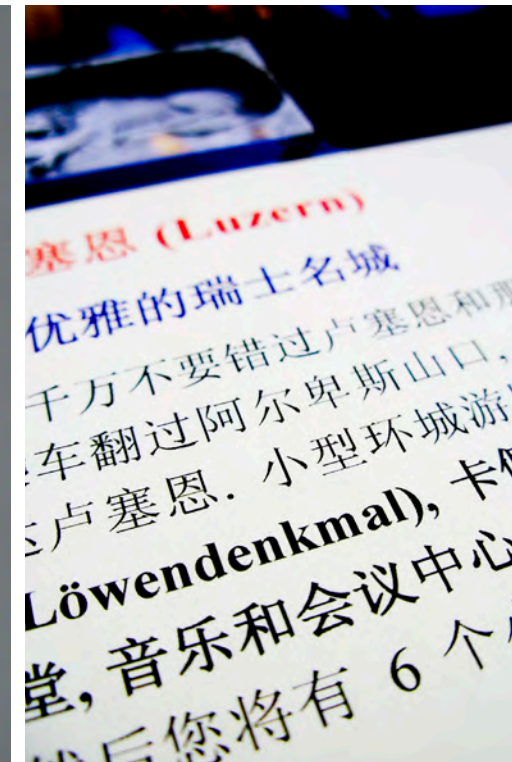 塞恩 (Luzern)
优雅的瑞士名城
千万不要错过卢塞恩和
车翻过阿尔卑斯山口,
卢塞恩. 小型环城游
Löwendenkmal), 卡
堂, 音乐和会议中心
然后您将有 6 个